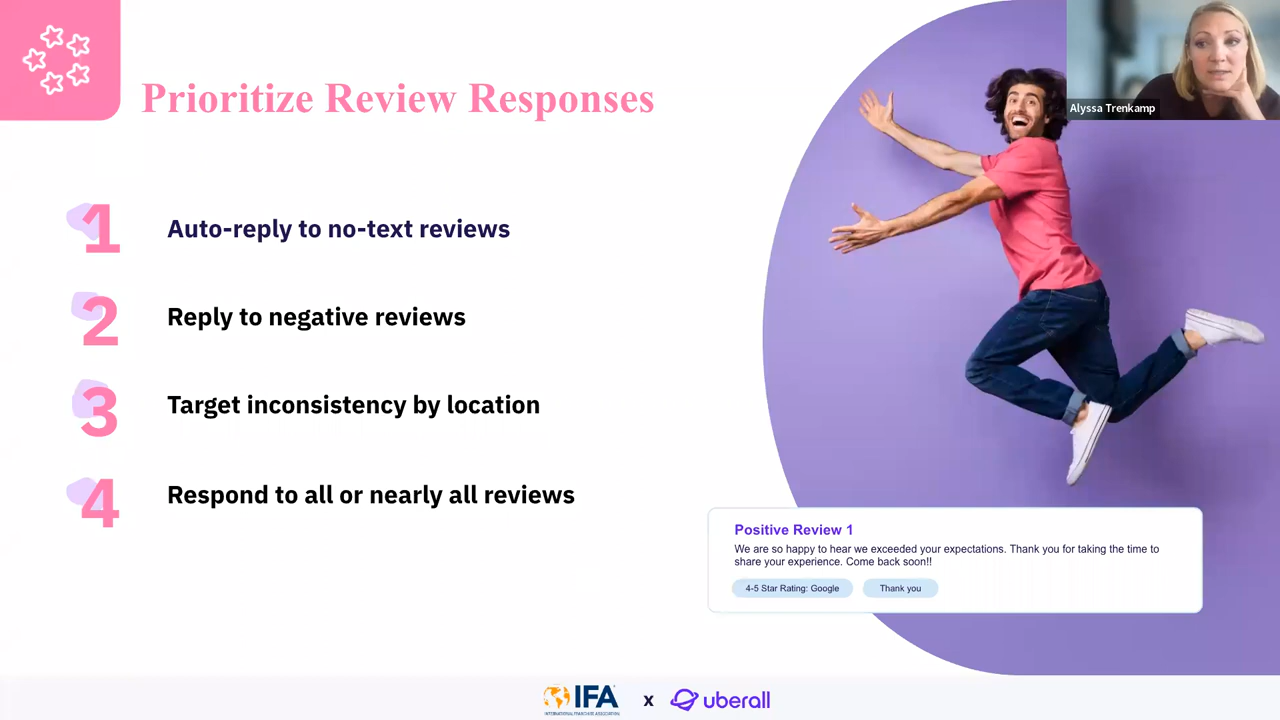 Prioritize Review Responses
Alyssa Trenkamp
1
Auto-reply to no-text reviews
2
Reply to negative reviews
3
Target inconsistency by location
4
Respond to all or nearly all reviews
Positive Review 1
We are so happy to hear we exceeded your expectations. Thank you for taking the time to
share your experience. Come back soon!!
4-5 Star Rating: Google
Thank you
IFA
INTERNATIONAL FRANCHISE ASSOCIATION
x
uberall